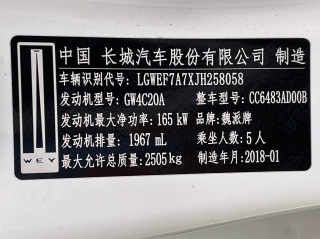 中国 长城汽车股份有限公司 制造
车辆识别代号: LGWEF7A7XJH258058
发动机型号: GW4C20A 整车型号: CC6483AD00B
发动机最大净功率: 165 kW 品牌: 魏派牌
发动机排量: 1967 mL 乘坐人数: 5 人
最大允许总质量: 2505 kg 制造年月: 2018-01
WEY